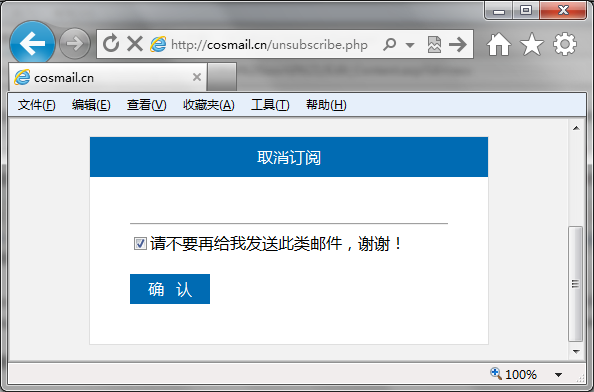 http://cosmail.cn/unsubscribe.php
cosmail.cn
文件(F) 编辑(E) 查看(V) 收藏夹(A) 工具(T) 帮助(H)
取消订阅
请不要再给我发送此类邮件，谢谢！
确 认
100%